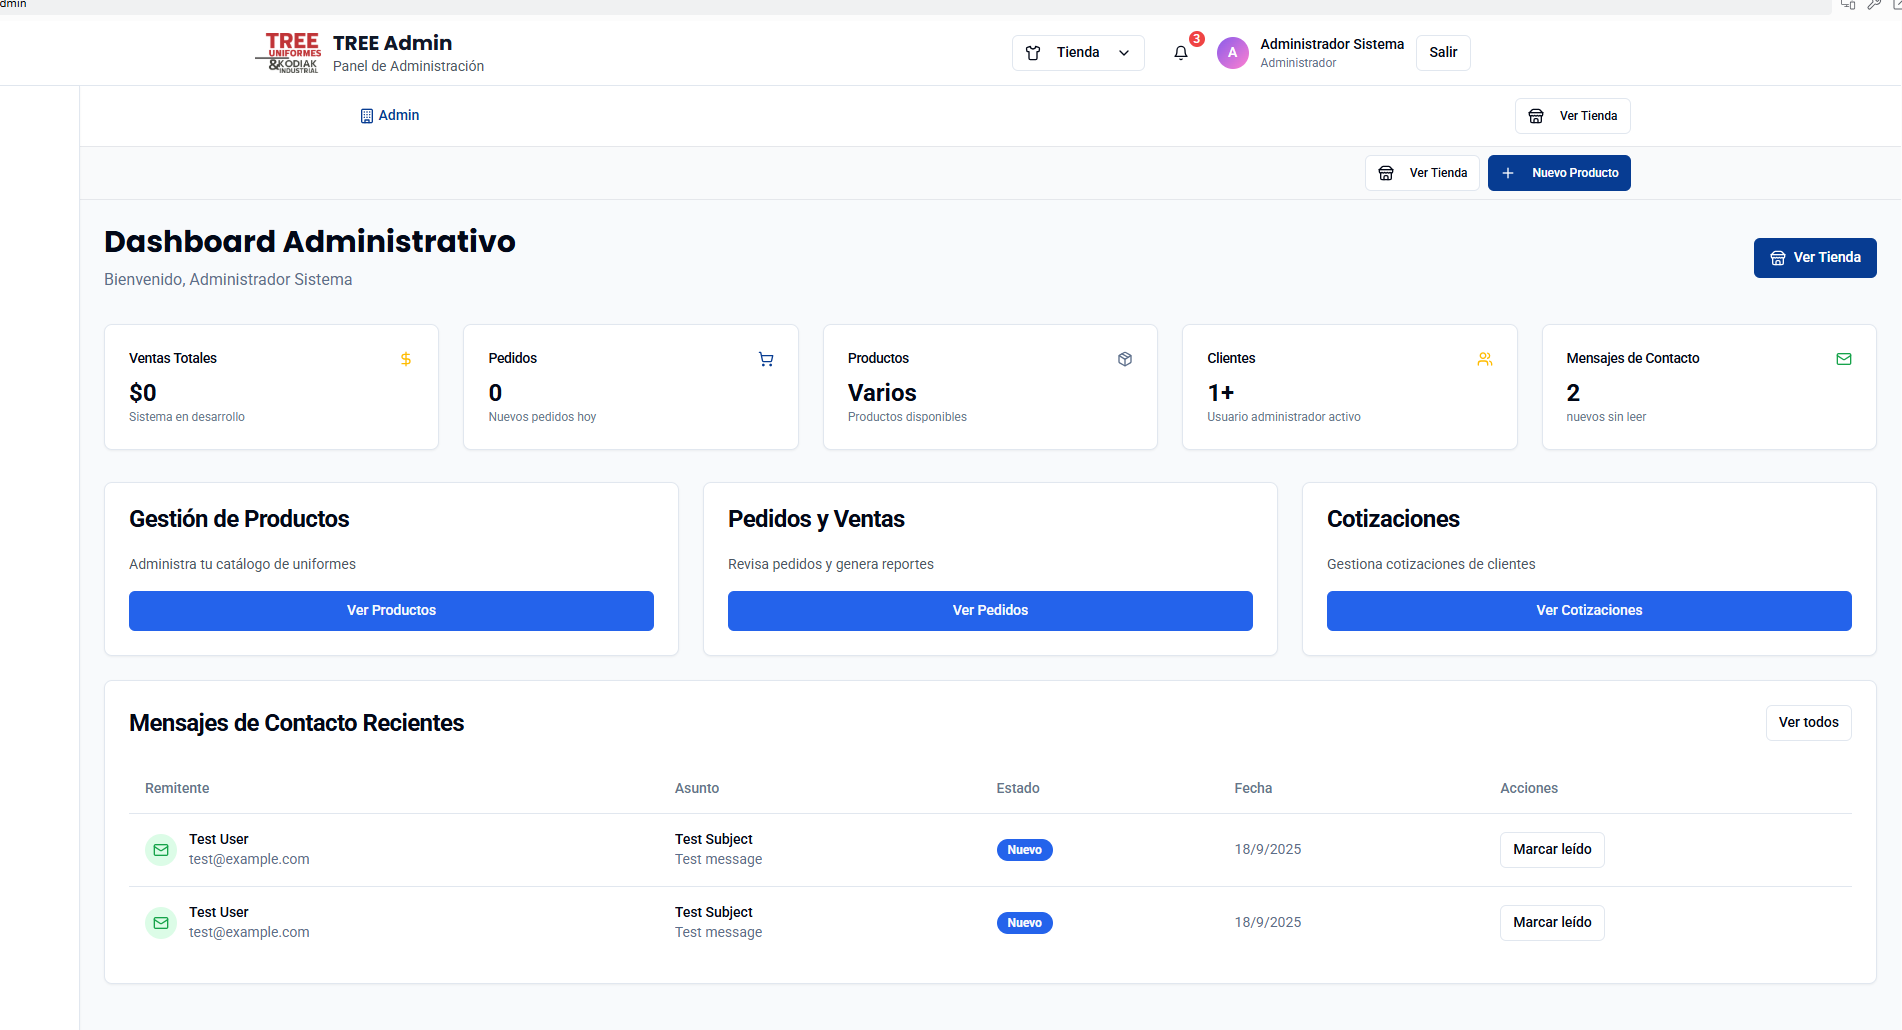 dmin
TREE
UNIFORMES
&KODIAK
INDUSTRIAL
TREE Admin
Panel de Administración
Tienda
3
A
Administrador Sistema
Administrador
Salir
Admin
Ver Tienda
Ver Tienda
Nuevo Producto
Dashboard Administrativo
Bienvenido, Administrador Sistema
Ver Tienda
Ventas Totales
$0
Sistema en desarrollo
Pedidos
0
Nuevos pedidos hoy
Productos
Varios
Productos disponibles
Clientes
1+
Usuario administrador activo
Mensajes de Contacto
2
nuevos sin leer
Gestión de Productos
Administra tu catálogo de uniformes
Ver Productos
Pedidos y Ventas
Revisa pedidos y genera reportes
Ver Pedidos
Cotizaciones
Gestiona cotizaciones de clientes
Ver Cotizaciones
Mensajes de Contacto Recientes
Ver todos
Remitente Asunto Estado Fecha Acciones
Test User
test@example.com
Test Subject
Test message
Nuevo
18/9/2025
Marcar leído
Test User
test@example.com
Test Subject
Test message
Nuevo
18/9/2025
Marcar leído